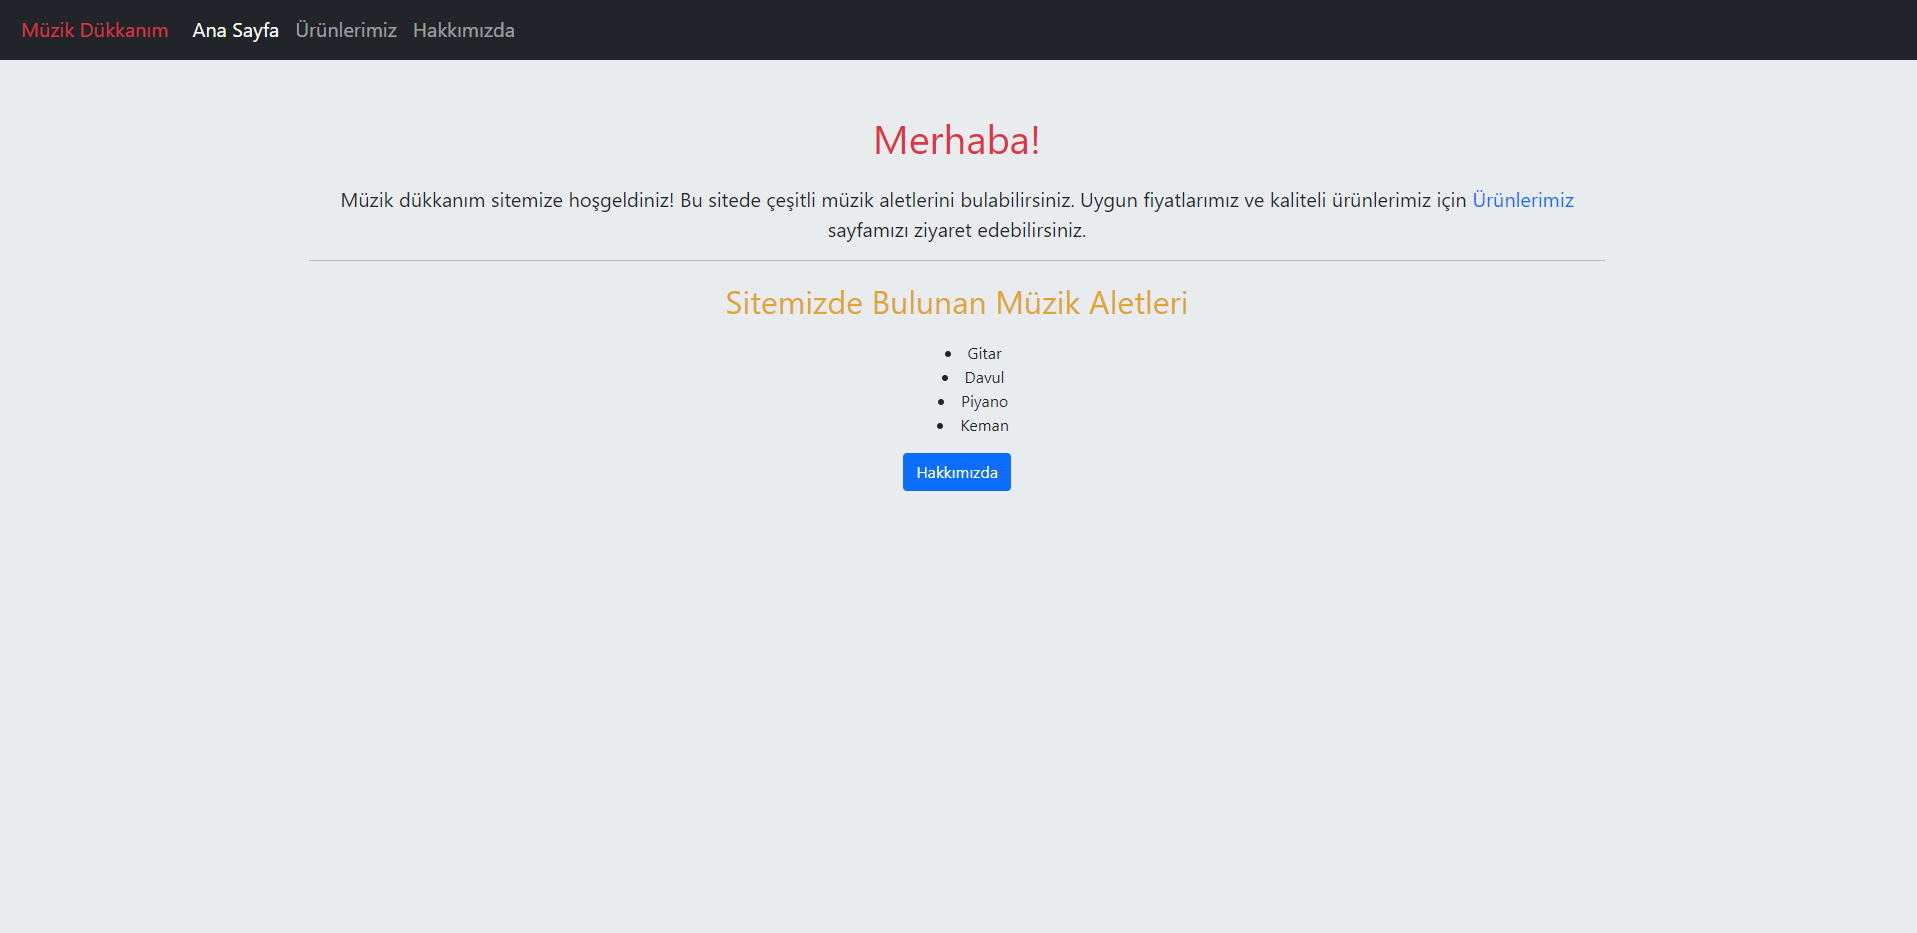 Müzik Dükkanım Ana Sayfa Ürünlerimiz Hakkımızda
Merhaba!
Müzik dükkanım sitemize hoşgeldiniz! Bu sitede çeşitli müzik aletlerini bulabilirsiniz. Uygun fiyatlarımız ve kaliteli ürünlerimiz için Ürünlerimiz
sayfamızı ziyaret edebilirsiniz.
Sitemizde Bulunan Müzik Aletleri
Gitar
Davul
Piyano
Keman
Hakkımızda